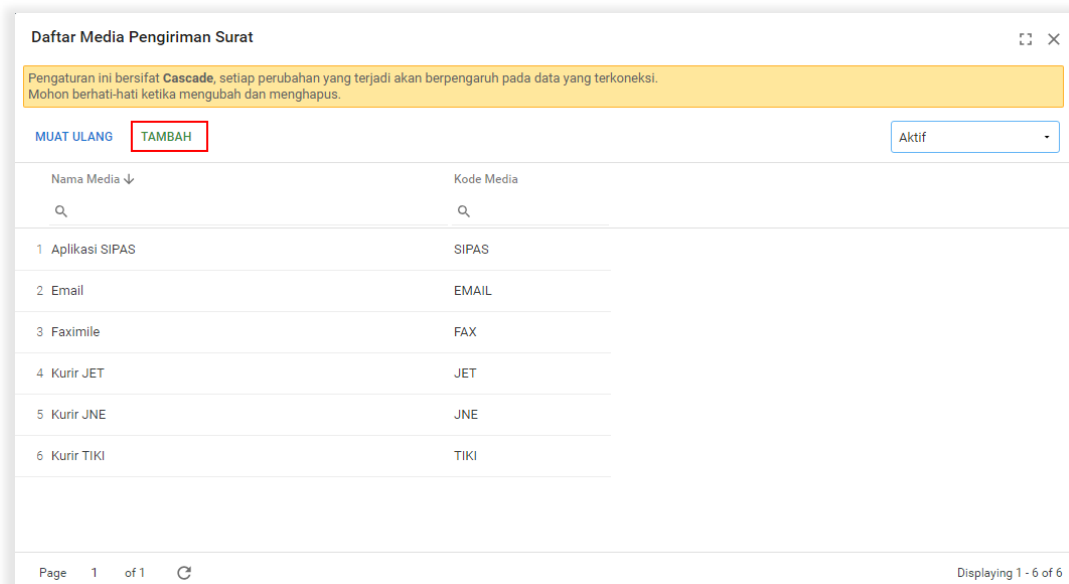 Daftar Media Pengiriman Surat
Pengaturan ini bersifat Cascade, setiap perubahan yang terjadi akan berpengaruh pada data yang terkoneksi.
Mohon berhati-hati ketika mengubah dan menghapus.
MUAT ULANG TAMBAH Aktif
Nama Media Kode Media
1 Aplikasi SIPAS SIPAS
2 Email EMAIL
3 Faximile FAX
4 Kurir JET JET
5 Kurir JNE JNE
6 Kurir TIKI TIKI
Page 1 of 1 Displaying 1 - 6 of 6